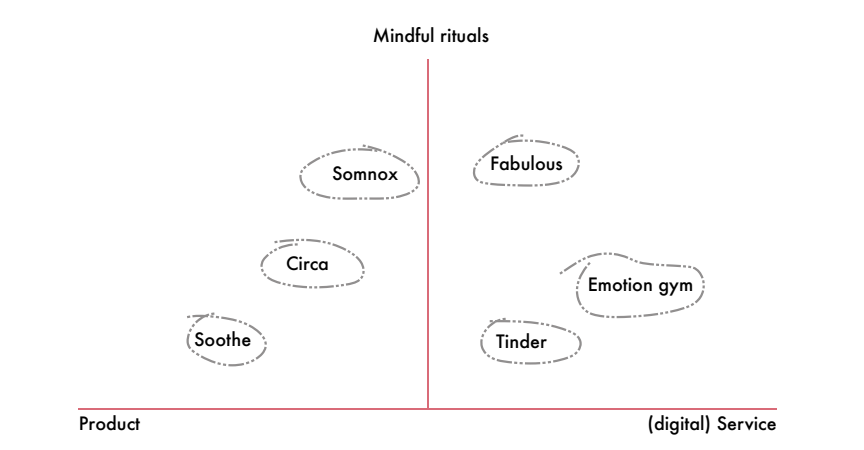 Mindful rituals
Fabulous
Somnox
Circa
Emotion gym
Soothe
Tinder
Product
(digital) Service